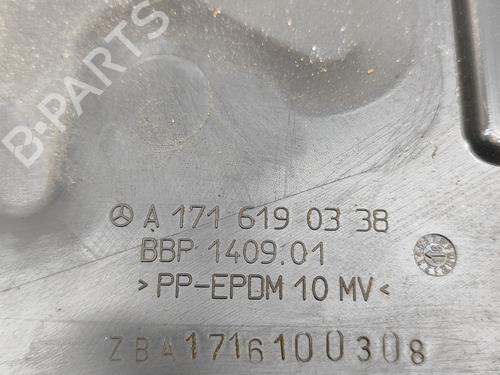 B-PARTS
A 171 619 03 38
BBP 1409.01
>PP-EPDM 10 MV<
ZBA1716100308